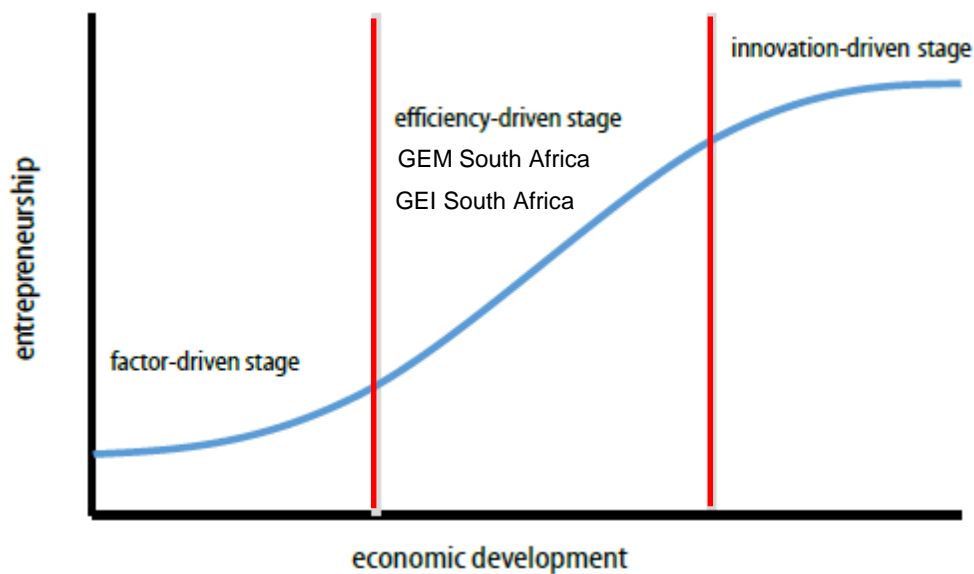 innovation-driven stage
efficiency-driven stage
GEM South Africa
GEI South Africa
entrepreneurship
factor-driven stage
economic development